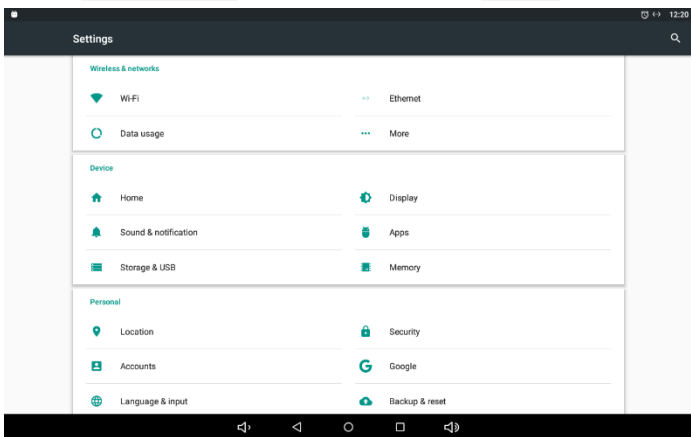 12:20
Settings
Wireless & networks
Wi-Fi
Ethernet
Data usage
More
Device
Home
Display
Sound & notification
Apps
Storage & USB
Memory
Personal
Location
Security
Accounts
Google
Language & input
Backup & reset